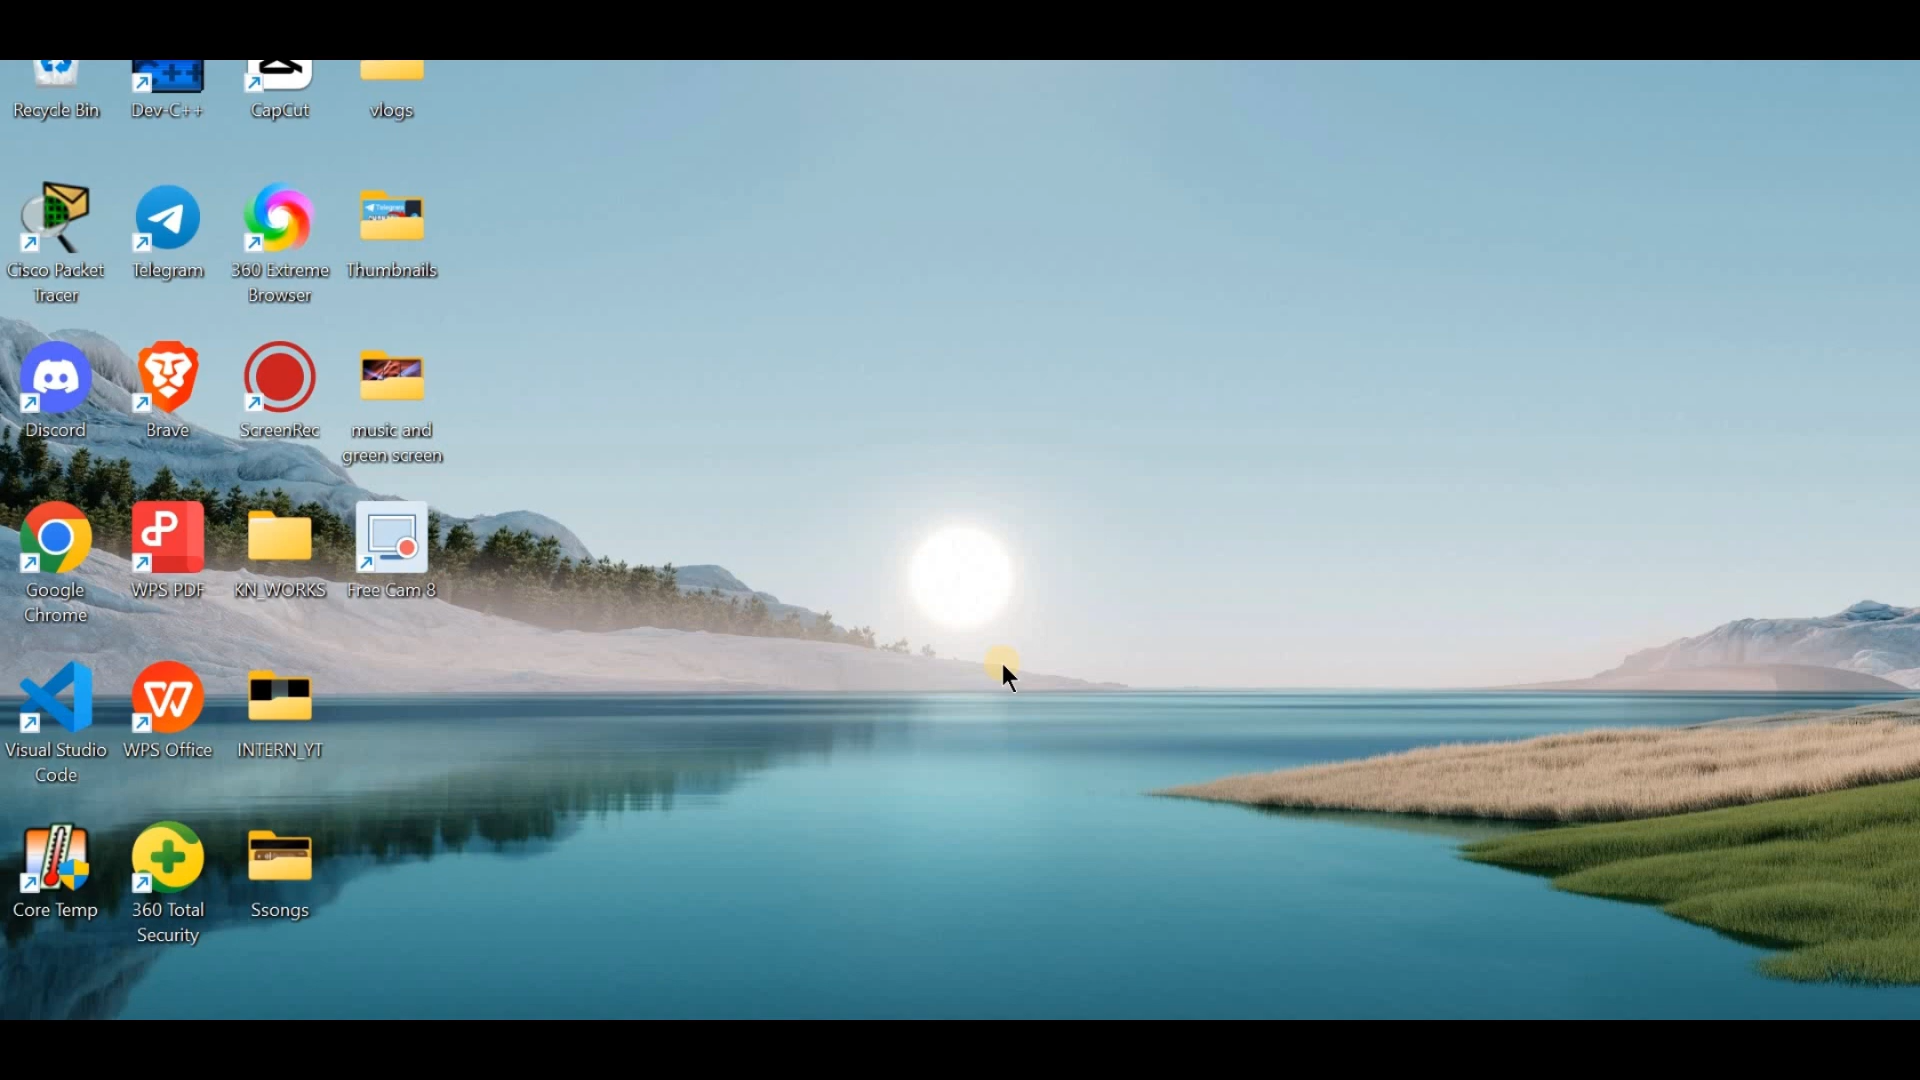 Recycle Bin
Dev-C++
CapCut
vlogs
Cisco Packet
Tracer
Telegram
360 Extreme
Browser
Thumbnails
Discord
Brave
ScreenRec
music and
green screen
Google
Chrome
WPS PDF
KN_WORKS
Free Cam 8
Visual Studio
Code
WPS Office
INTERN_YT
Core Temp
360 Total
Security
Ssongs